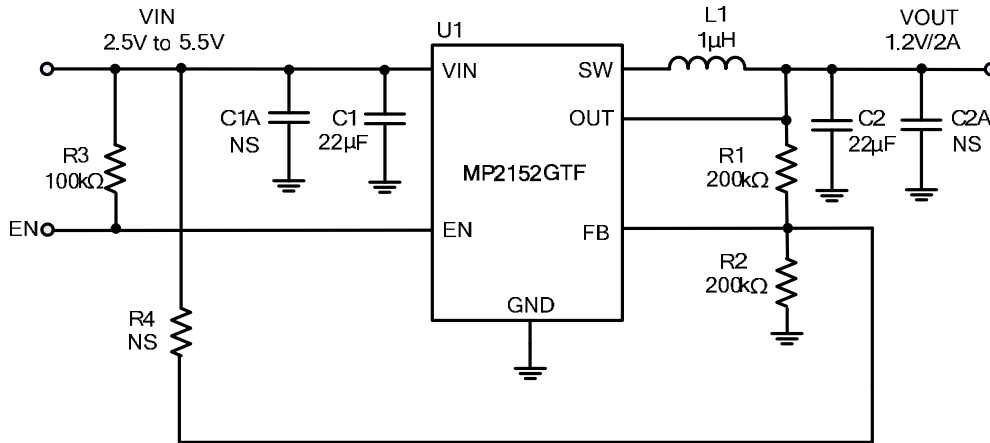 VIN
2.5V to 5.5V
U1
L1
1µH
VOUT
1.2V/2A
VIN
SW
C1A
NS
C1
22µF
OUT
C2
22µF
C2A
NS
R3
100kΩ
MP2152GTF
R1
200kΩ
EN
EN
FB
R2
200kΩ
GND
R4
NS